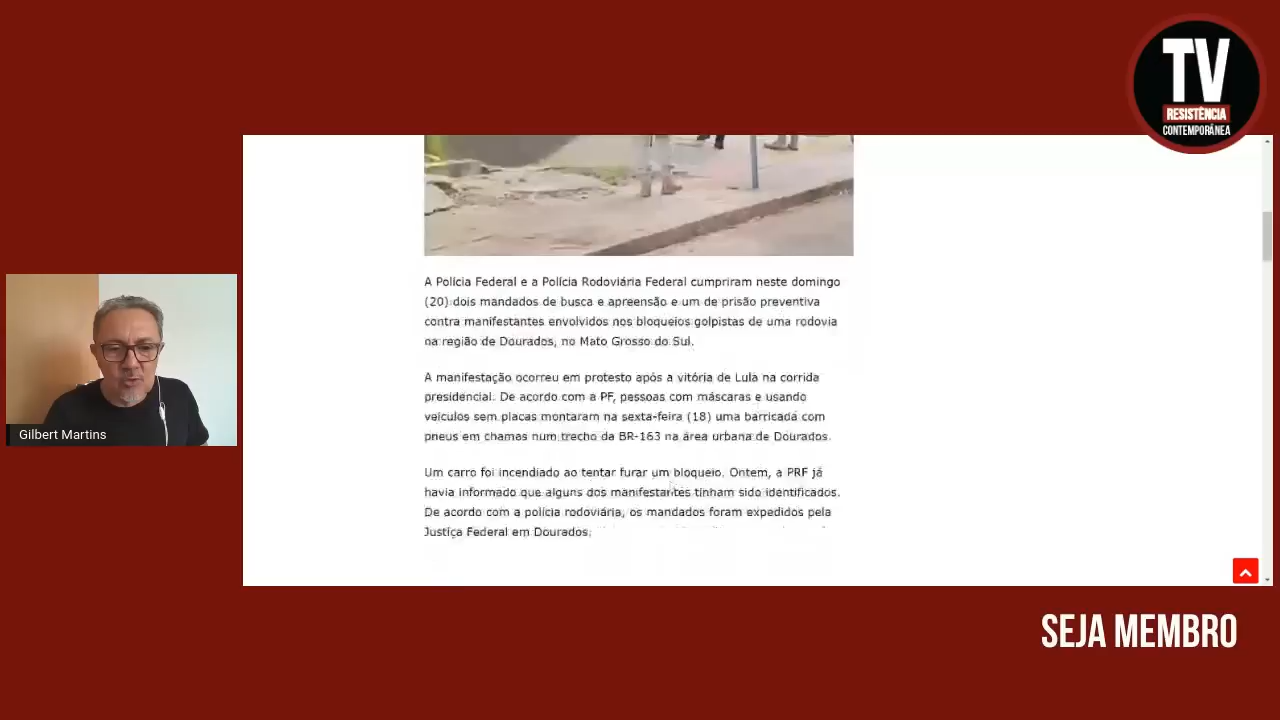 TV
RESISTÊNCIA
CONTEMPORÂNEA
A Polícia Federal e a Polícia Rodoviária Federal cumpriram neste domingo
(20) dois mandados de busca e apreensão e um de prisão preventiva
contra manifestantes envolvidos nos bloqueios golpistas de uma rodovia
na região de Dourados, no Mato Grosso do Sul.
A manifestação ocorreu em protesto após a vitória de Lula na corrida
presidencial. De acordo com a PF, pessoas com máscaras e usando
veículos sem placas montaram na sexta-feira (18) uma barricada com
pneus em chamas num trecho da BR-163 na área urbana de Dourados.
Um carro foi incendiado ao tentar furar um bloqueio. Ontem, a PRF já
havia informado que alguns dos manifestantes tinham sido identificados.
De acordo com a polícia rodoviária, os mandados foram expedidos pela
Justiça Federal em Dourados.
Gilbert Martins
SEJA MEMBRO